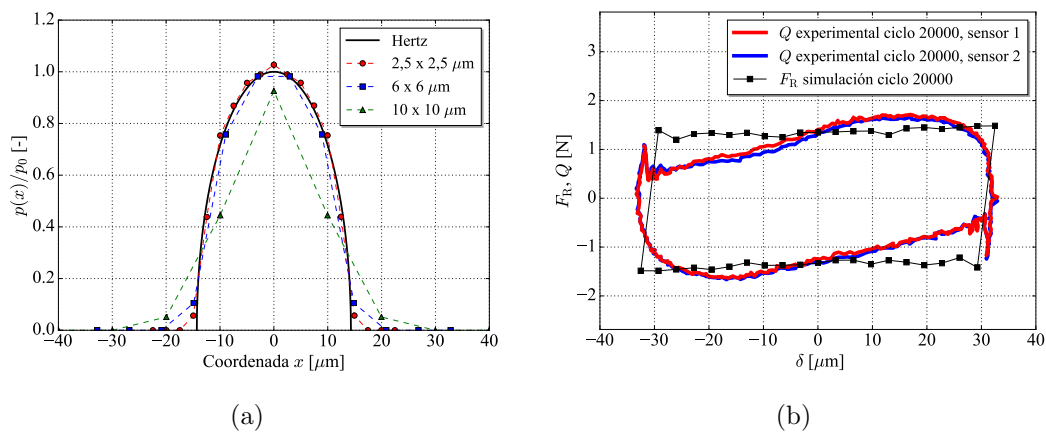 1.2
1.0
0.8
0.6
0.4
0.2
0.0
−40 −30 −20 −10 0 10 20 30 40
p(x)/p₀ [-]
Coordenada x [μm]
Hertz
2,5 x 2,5 μm
6 x 6 μm
10 x 10 μm
(a)
3
2
1
0
−1
−2
−40 −30 −20 −10 0 10 20 30 40
F_R, Q [N]
δ [μm]
Q experimental ciclo 20000, sensor 1
Q experimental ciclo 20000, sensor 2
F_R simulación ciclo 20000
(b)